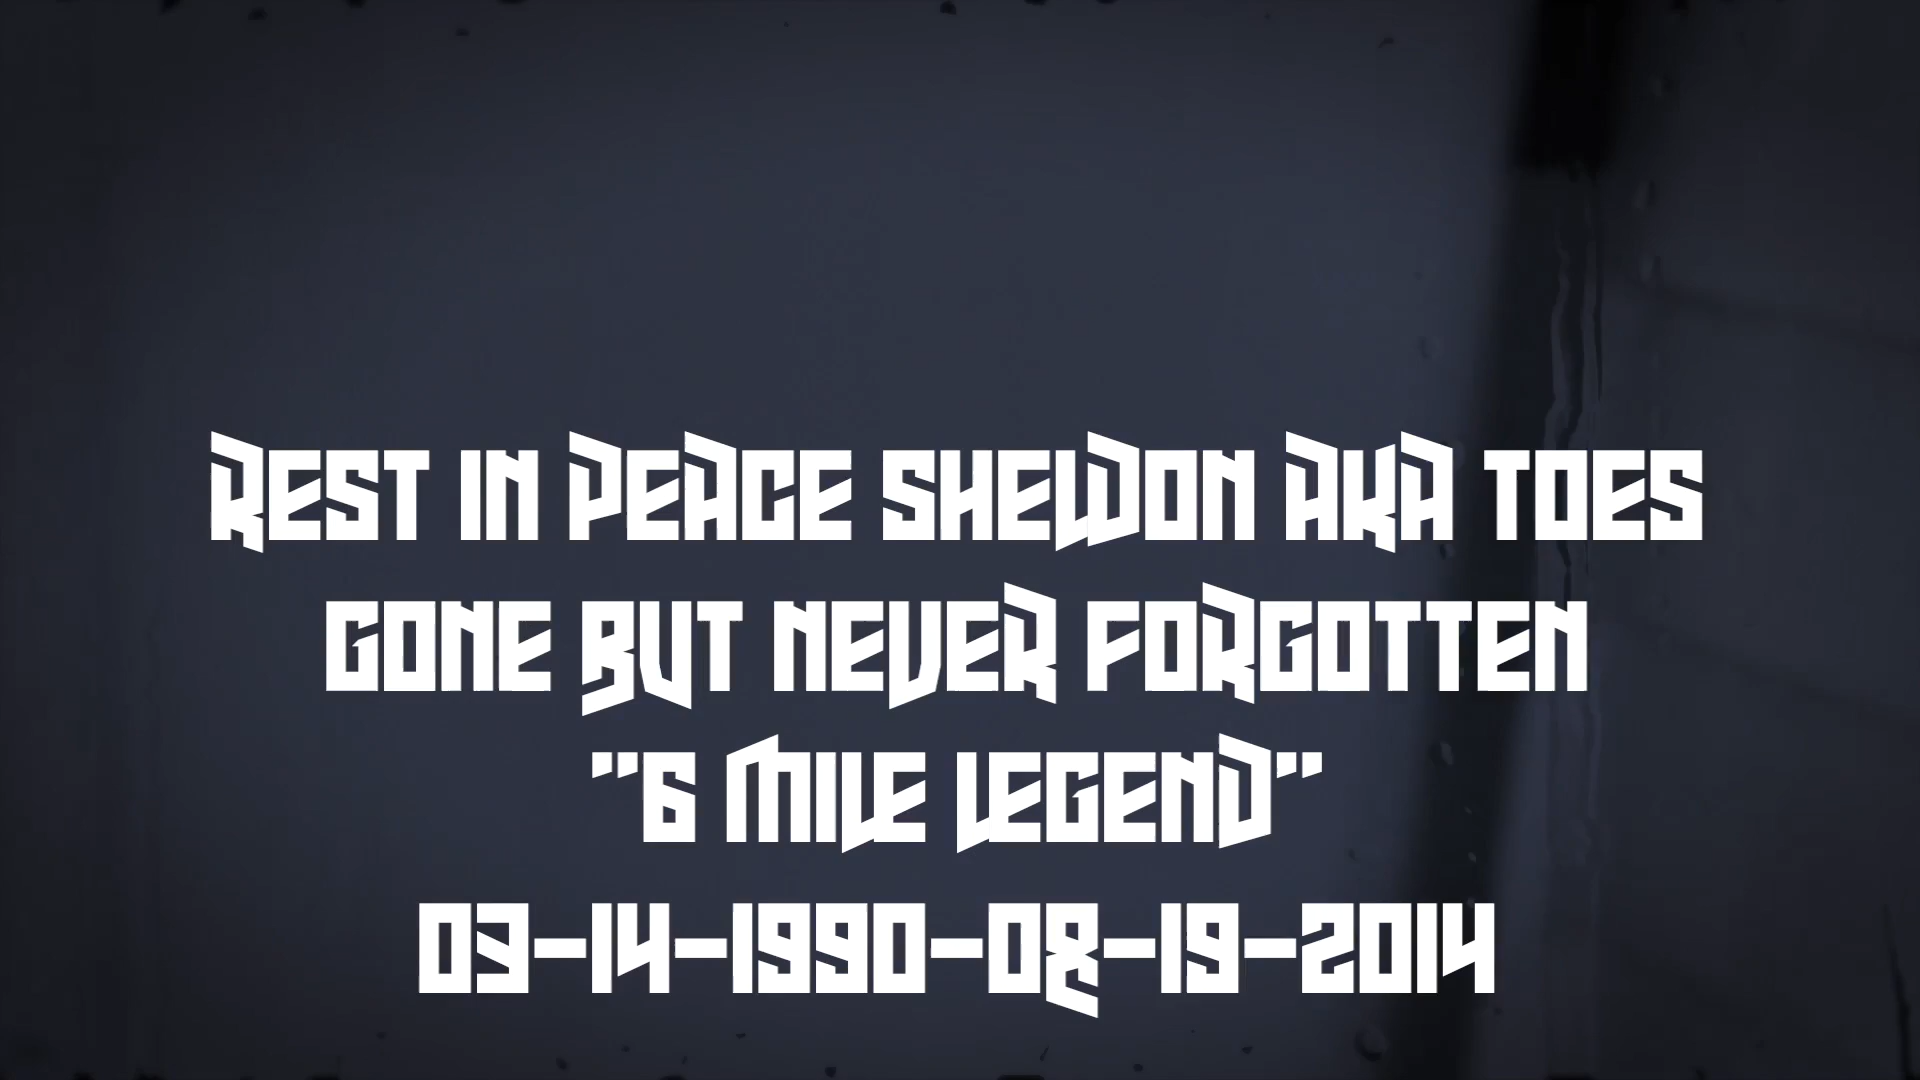 REST IN PEACE SHELDON AKA TOES
GONE BUT NEVER FORGOTTEN
"6 MILE LEGEND"
03-14-1990-08-19-2014